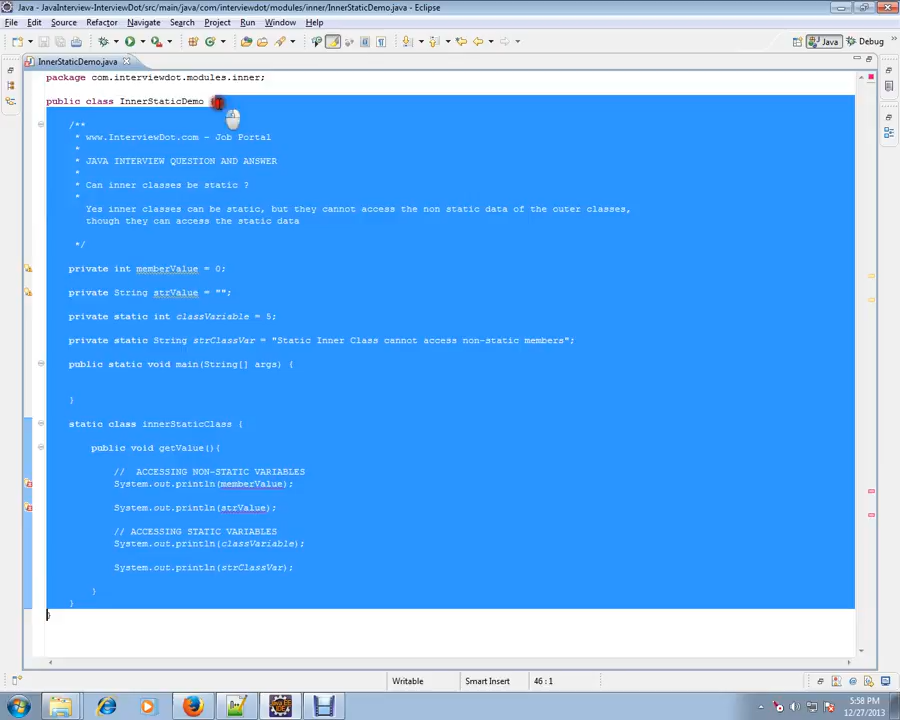 Java - JavaInterview-InterviewDot/src/main/java/com/interviewdot/modules/inner/InnerStaticDemo.java - Eclipse
File Edit Source Refactor Navigate Search Project Run Window Help
Java Debug
InnerStaticDemo.java
package com.interviewdot.modules.inner;
public class InnerStaticDemo
/**
* www.InterviewDot.com - Job Portal
*
* JAVA INTERVIEW QUESTION AND ANSWER
*
* Can inner classes be static ?
*
Yes inner classes can be static, but they cannot access the non static data of the outer classes,
though they can access the static data
*/
private int memberValue = 0;
private String strValue = "";
private static int classVariable = 5;
private static String strClassVar = "Static Inner Class cannot access non-static members";
public static void main(String[] args) {
}
static class innerStaticClass {
public void getValue(){
// ACCESSING NON-STATIC VARIABLES
System.out.println(memberValue);
System.out.println(strValue);
// ACCESSING STATIC VARIABLES
System.out.println(classVariable);
System.out.println(strClassVar);
}
}
}
Writable Smart Insert 46 : 1
5:58 PM
12/27/2013